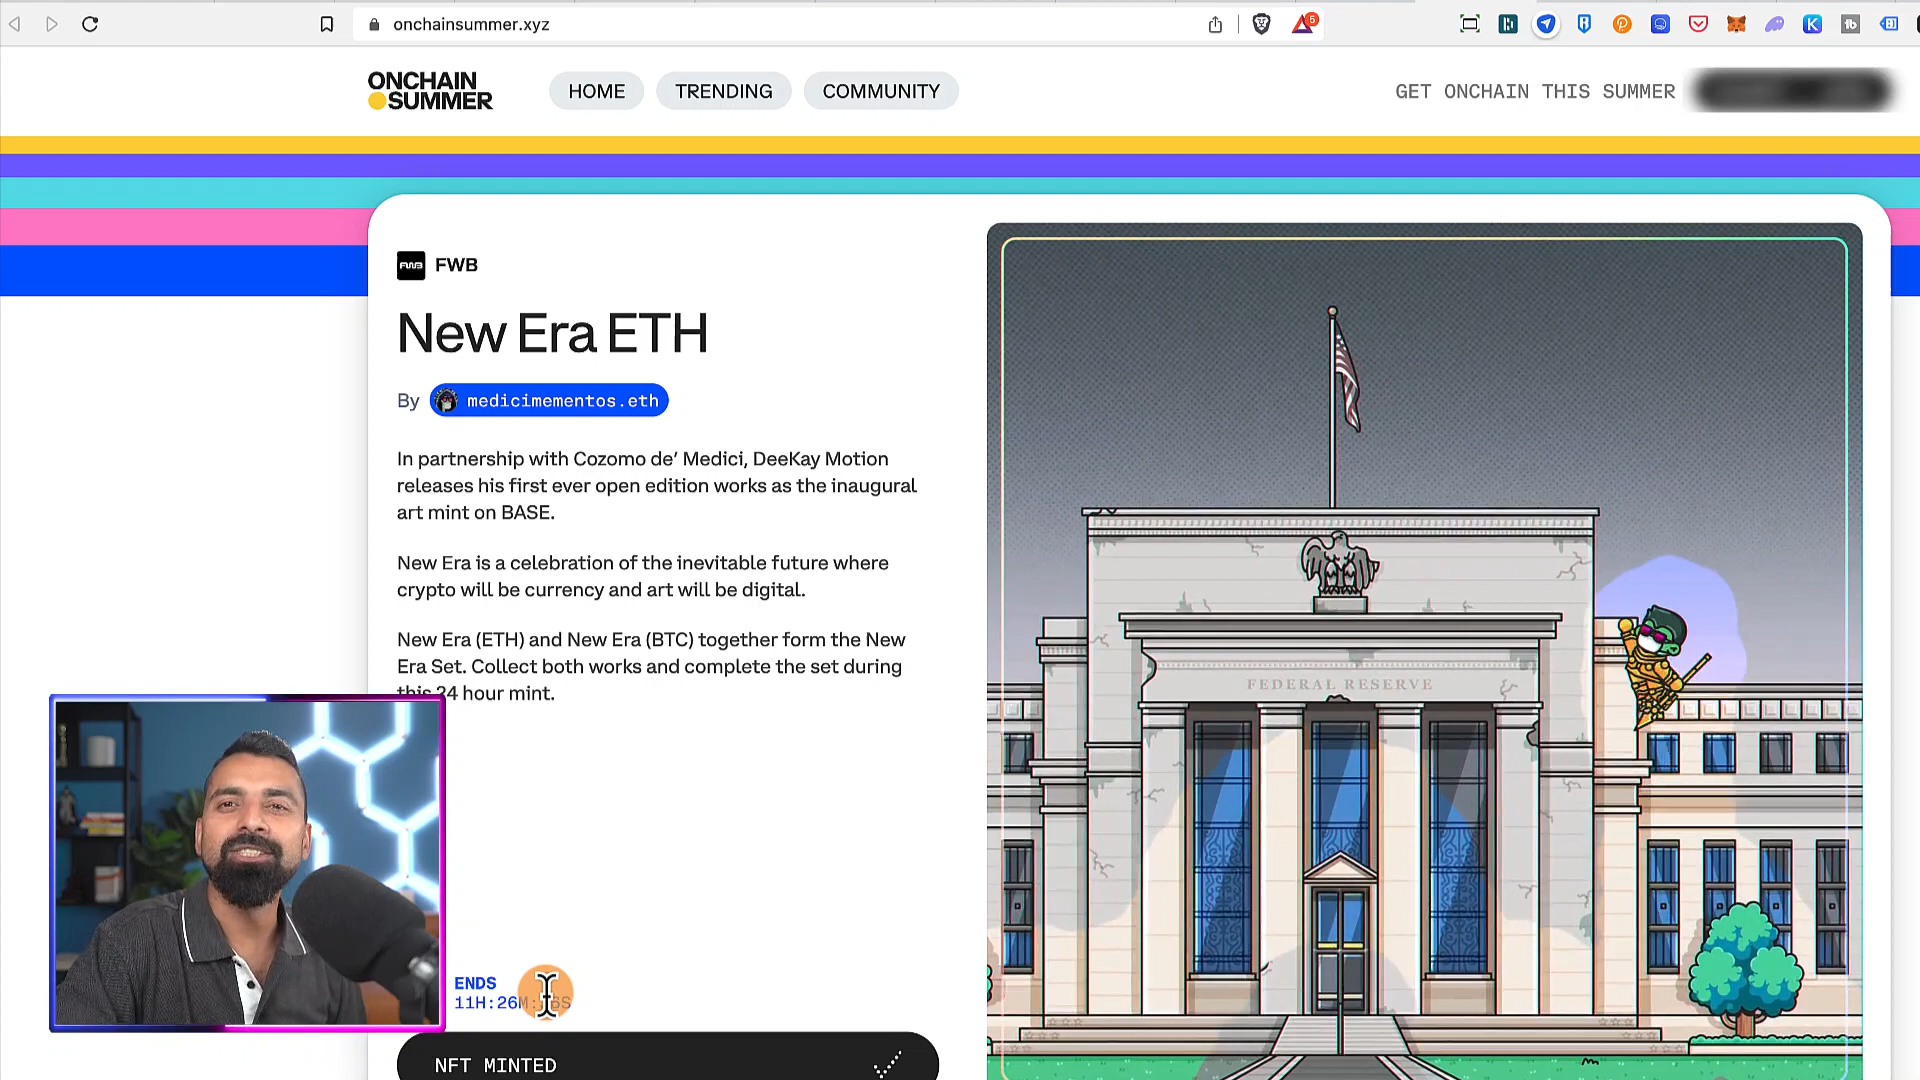 onchainsummer.xyz
5
ONCHAIN
SUMMER
HOME
TRENDING
COMMUNITY
GET ONCHAIN THIS SUMMER
FWB
FWB
New Era ETH
By medicimementos.eth
In partnership with Cozomo de’ Medici, DeeKay Motion
releases his first ever open edition works as the inaugural
art mint on BASE.
New Era is a celebration of the inevitable future where
crypto will be currency and art will be digital.
New Era (ETH) and New Era (BTC) together form the New
Era Set. Collect both works and complete the set during
this 24 hour mint.
FEDERAL RESERVE
ENDS
NFT MINTED